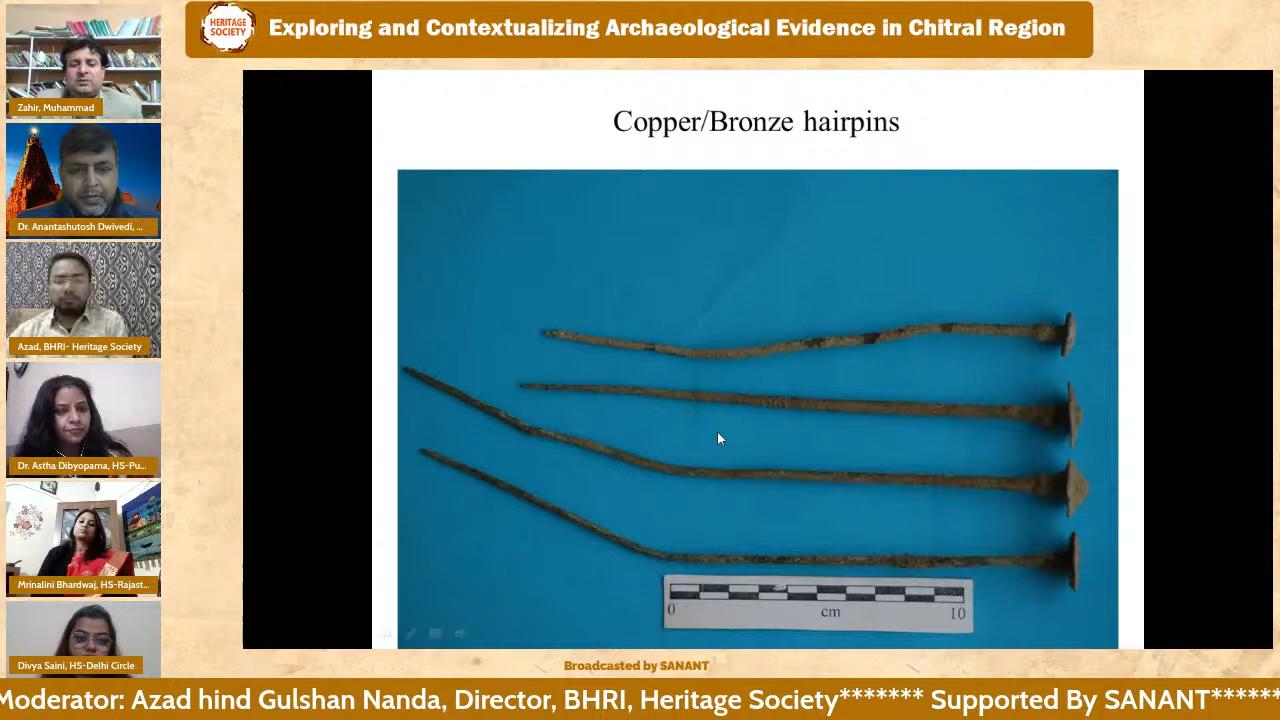 HERITAGE
SOCIETY
Exploring and Contextualizing Archaeological Evidence in Chitral Region
Zahir, Muhammad
Dr. Anantashutosh Dwivedi, ...
Azad, BHRI- Heritage Society
Dr. Astha Dibyopama, HS-Pu...
Mrinalini Bhardwaj, HS-Rajast...
Divya Saini, HS-Delhi Circle
Copper/Bronze hairpins
0 cm 10
Broadcasted by SANANT
Moderator: Azad hind Gulshan Nanda, Director, BHRI, Heritage Society******* Supported By SANANT******